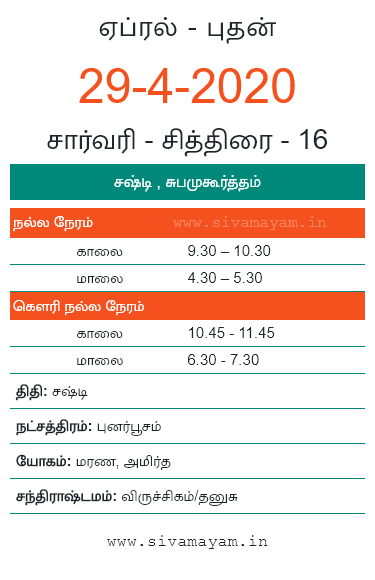 ஏப்ரல் - புதன்
29-4-2020
சார்வரி - சித்திரை - 16
சஷ்டி , சுபமுகூர்த்தம்
நல்ல நேரம் www.sivamayam.in
காலை 9.30 – 10.30
மாலை 4.30 – 5.30
கௌரி நல்ல நேரம்
காலை 10.45 - 11.45
மாலை 6.30 - 7.30
திதி: சஷ்டி
நட்சத்திரம்: புனர்பூசம்
யோகம்: மரண, அமிர்த
சந்திராஷ்டமம்: விருச்சிகம்/தனுசு
www.sivamayam.in